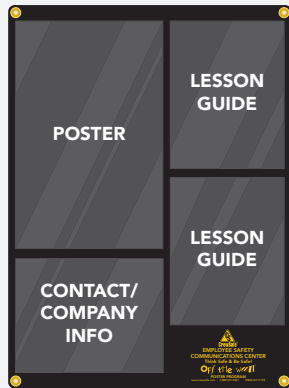 POSTER
LESSON
GUIDE
LESSON
GUIDE
CONTACT/
COMPANY
INFO
EMPLOYEE SAFETY
COMMUNICATIONS CENTER
Think Safe & Be Safe!
Off the wall
POSTER PROGRAM